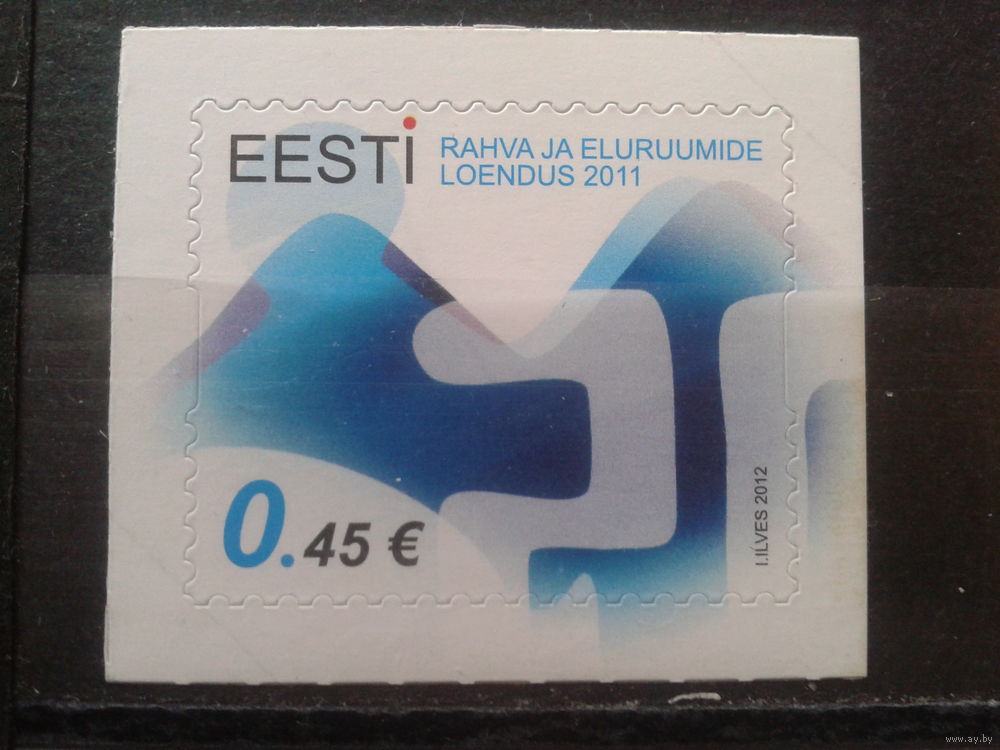 EESTI
RAHVA JA ELURUUMIDE
LOENDUS 2011
0.45 €
I.ILVES 2012
www.ay.by